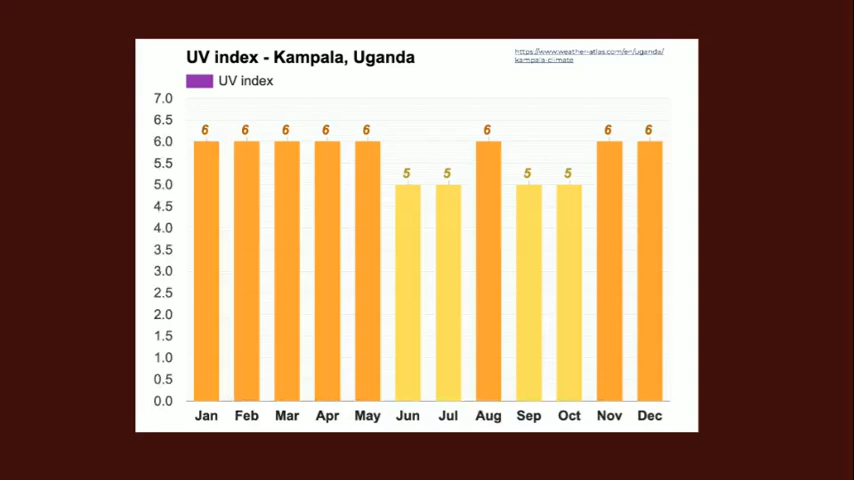 UV index - Kampala, Uganda
https://www.weather-atlas.com/en/uganda/
kampala-climate
UV index
7.0
6.5
6.0
5.5
5.0
4.5
4.0
3.5
3.0
2.5
2.0
1.5
1.0
0.5
0.0
6 6 6 6 6 5 5 6 5 5 6 6
Jan Feb Mar Apr May Jun Jul Aug Sep Oct Nov Dec